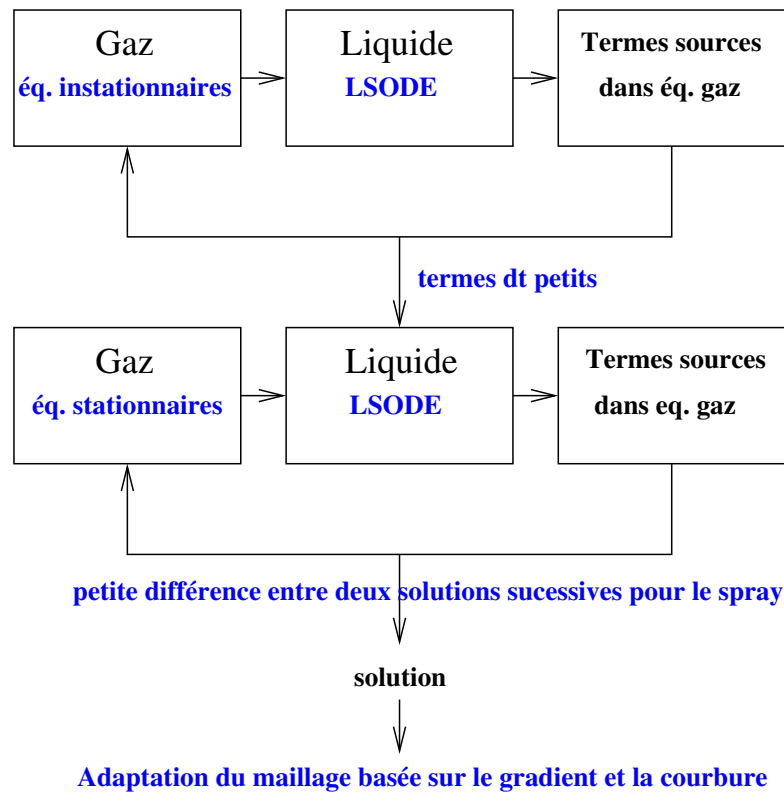 Gaz
éq. instationnaires
Liquide
LSODE
Termes sources
dans éq. gaz
termes dt petits
Gaz
éq. stationnaires
Liquide
LSODE
Termes sources
dans eq. gaz
petite différence entre deux solutions sucessives pour le spray
solution
Adaptation du maillage basée sur le gradient et la courbure